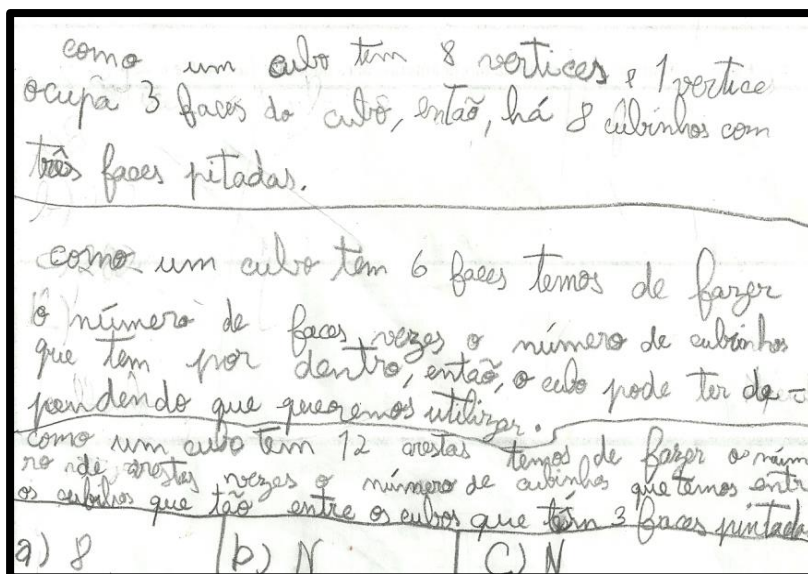 como um cubo tem 8 vertices e 1 vertice
ocupa 3 faces do cubo, então, há 8 cubinhos com
três faces pitadas.
como um cubo tem 6 faces temos de fazer
o número de faces vezes o número de cubinhos
que tem por dentro, então, o cubo pode ter de-
pendendo que queremos utilizar.
como um cubo tem 12 arestas temos de fazer o núm
ro de arestas vezes o número de cubinhos que temos entr
os cubilhos que tão entre os cubos que têm 3 faces pintada
a) 8 b) N C) N